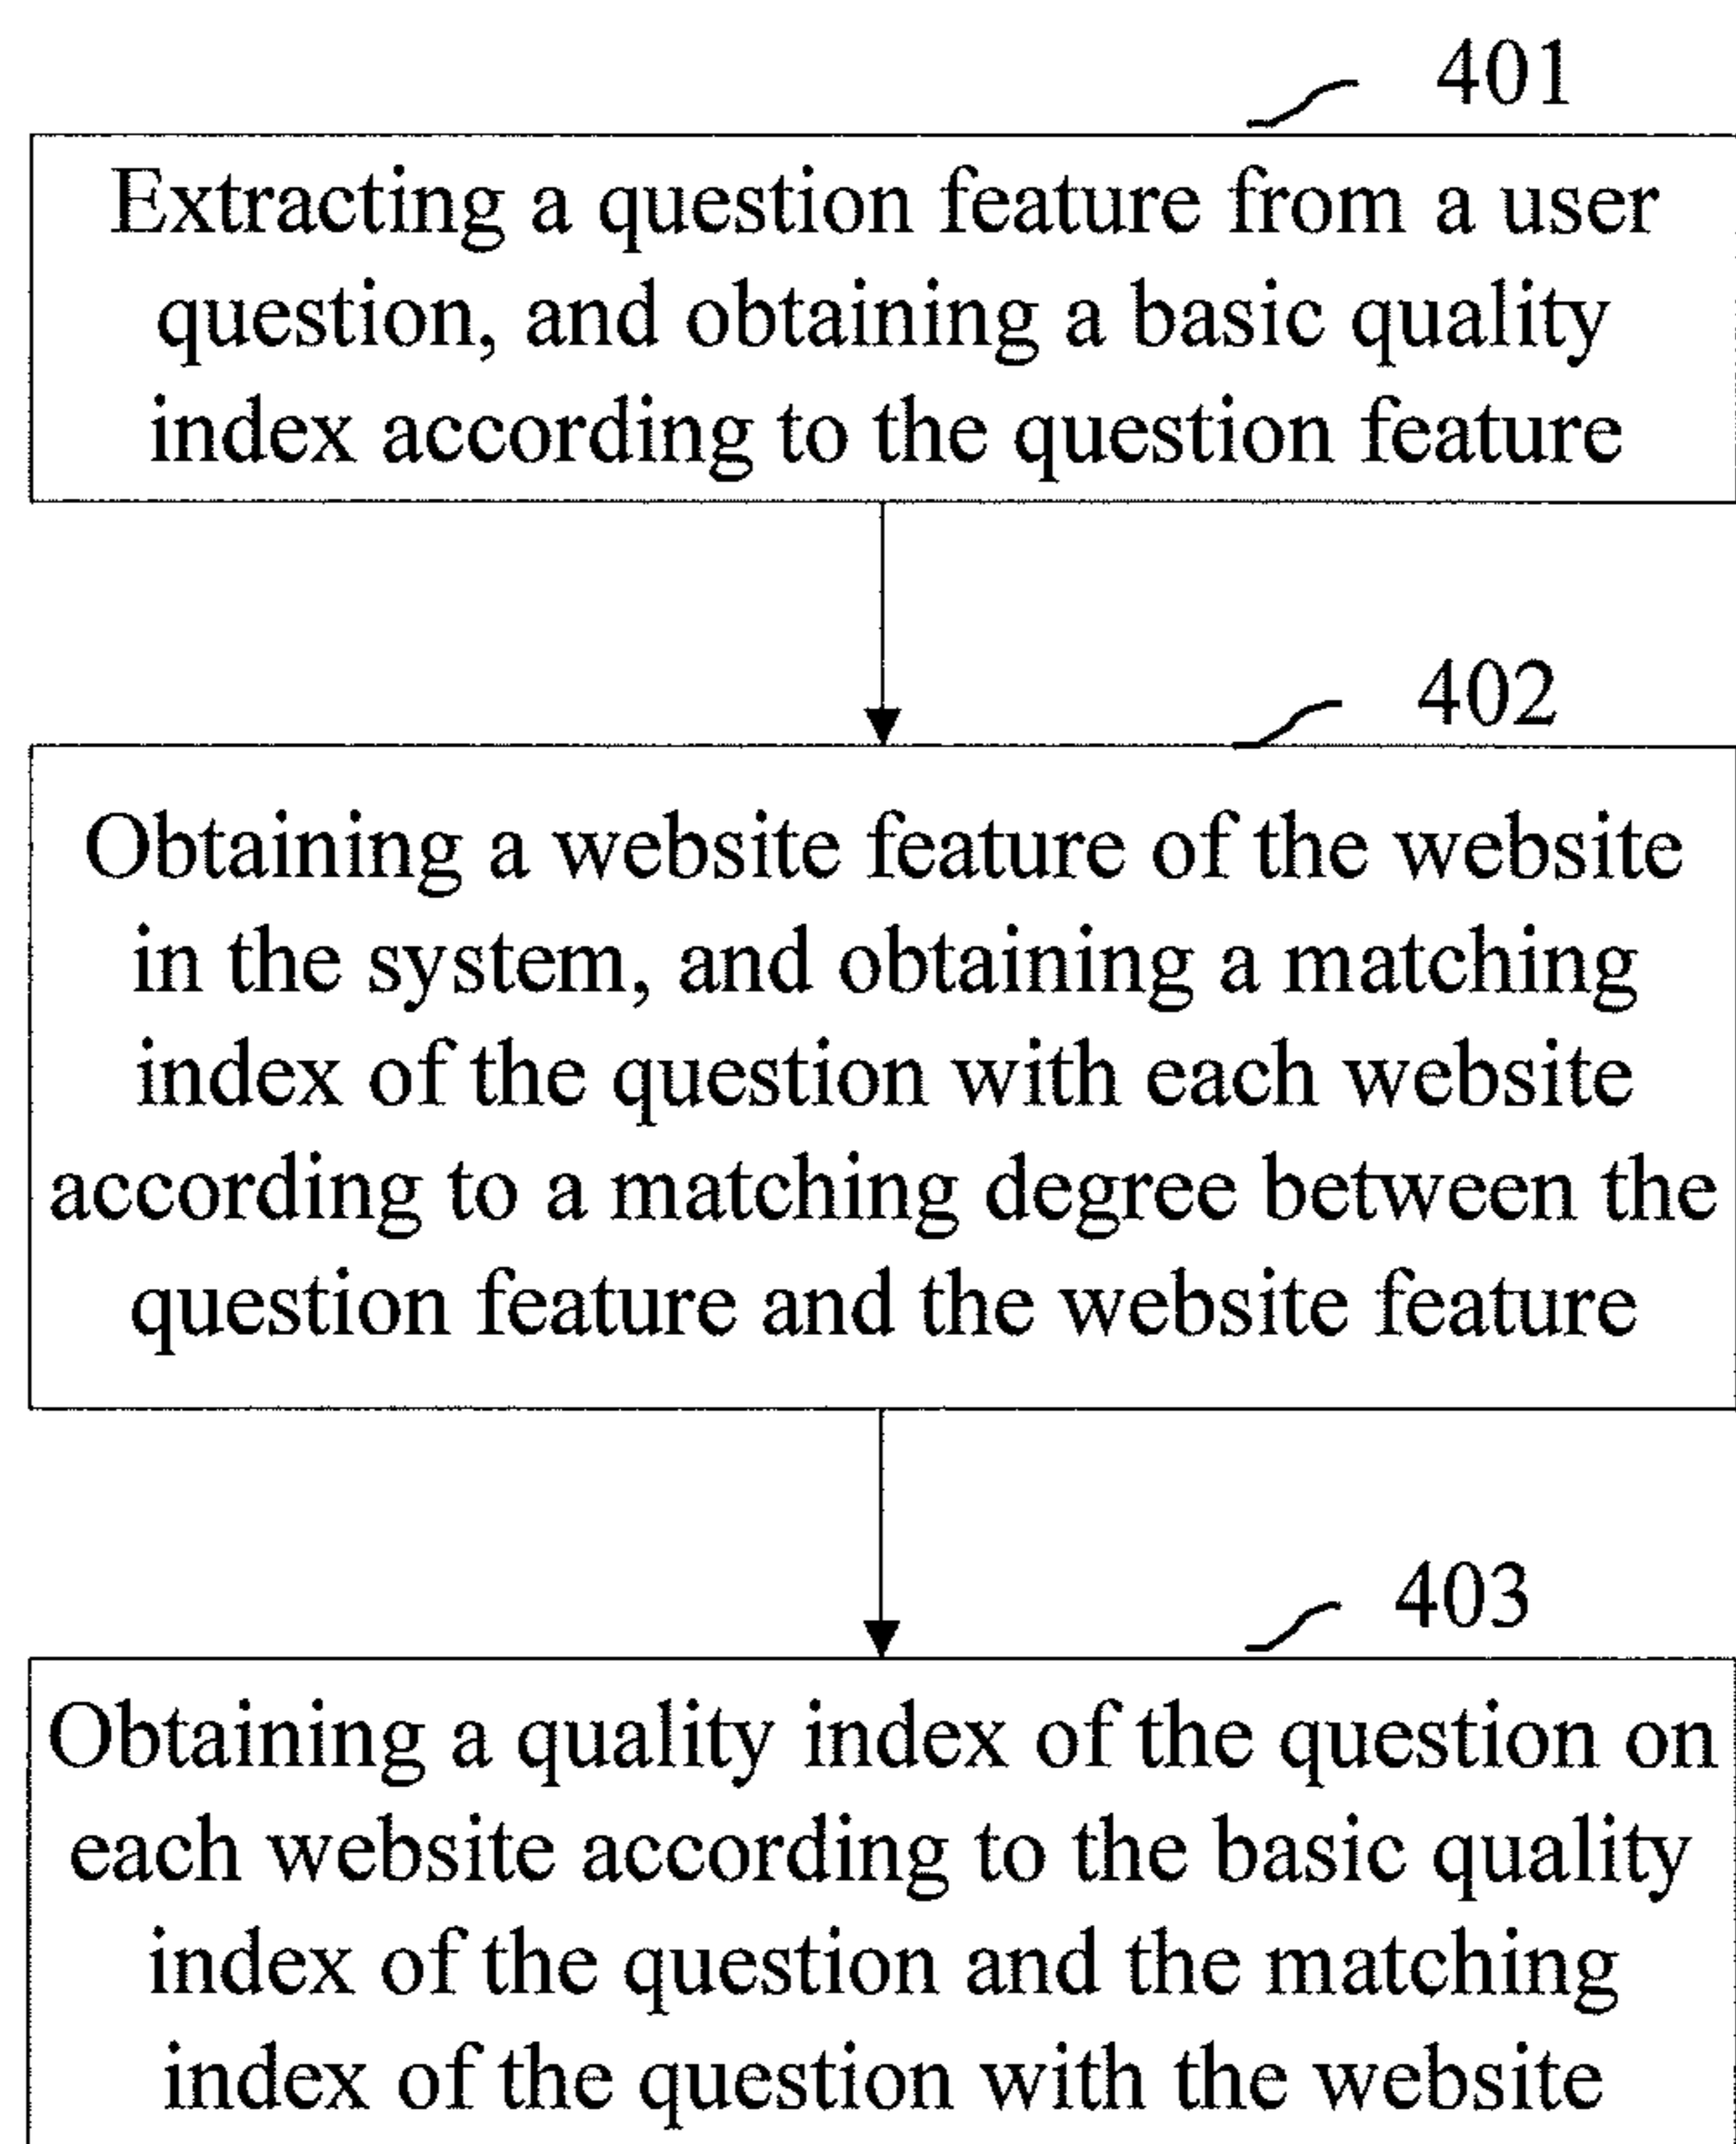 401
Extracting a question feature from a user
question, and obtaining a basic quality
index according to the question feature
402
Obtaining a website feature of the website
in the system, and obtaining a matching
index of the question with each website
according to a matching degree between the
question feature and the website feature
403
Obtaining a quality index of the question on
each website according to the basic quality
index of the question and the matching
index of the question with the website